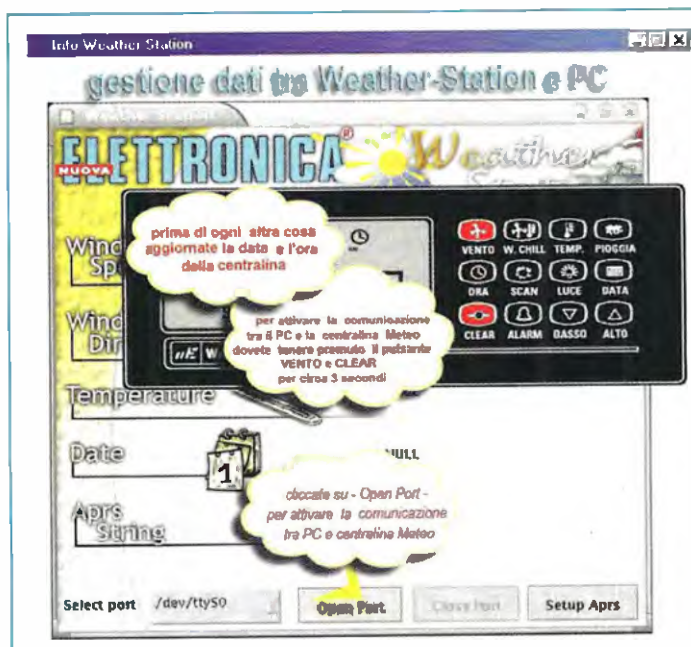 Info Weather Station
gestione dati tra Weather-Station e PC
NUOVA
ELETTRONICA®
Weather
prima di ogni altra cosa
aggiornate la data e l'ora
della centralina
VENTO W. CHILL TEMP. PIOGGIA
ORA SCAN LUCE DATA
CLEAR ALARM BASSO ALTO
per attivare la comunicazione
tra il PC e la centralina Meteo
dovete tenere premuto il pulsante
VENTO e CLEAR
per circa 3 secondi
Wind
Spe
Wind
Dir
Temperature
Date
1
NULL
Aprs
String
cliccate su - Open Port -
per attivare la comunicazione
tra PC e centralina Meteo
Select port /dev/ttyS0 Open Port Close Port Setup Aprs